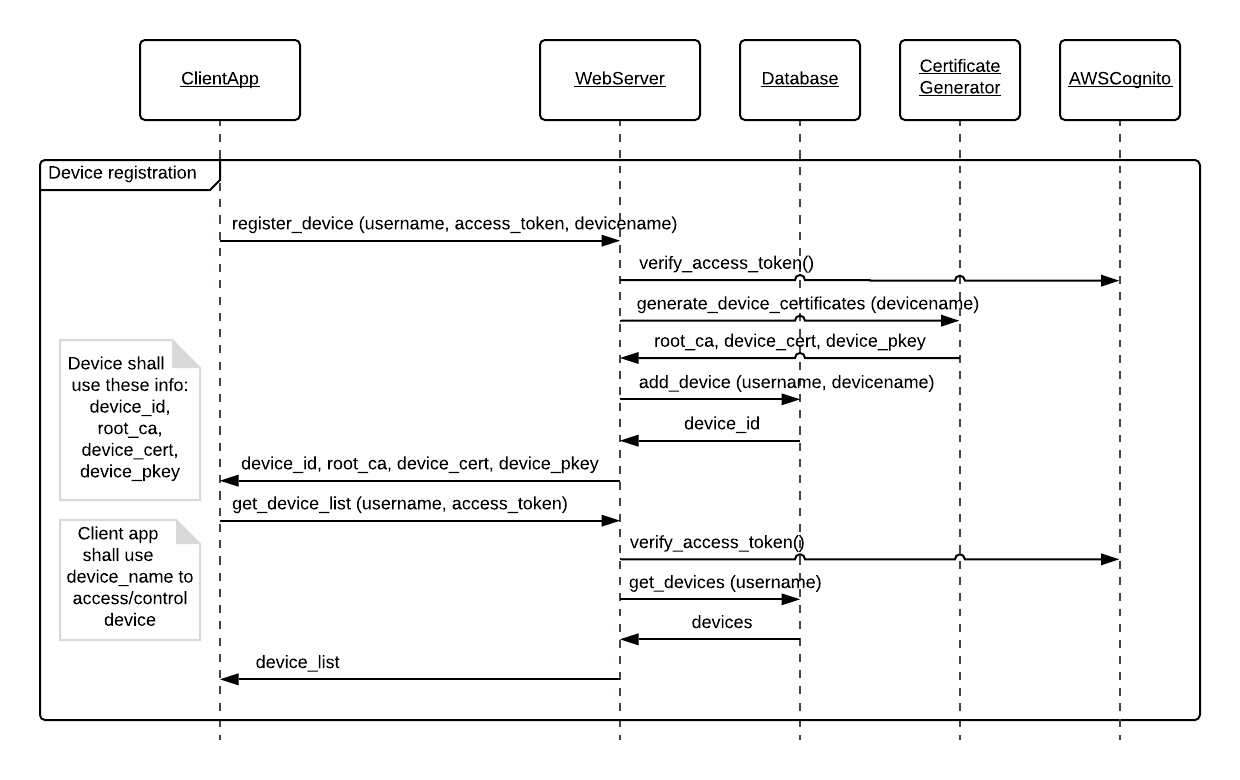 ClientApp
WebServer
Database
Certificate
Generator
AWSCognito
Device registration
register_device (username, access_token, devicename)
verify_access_token()
generate_device_certificates (devicename)
root_ca, device_cert, device_pkey
Device shall
use these info:
device_id,
root_ca,
device_cert,
device_pkey
add_device (username, devicename)
device_id
device_id, root_ca, device_cert, device_pkey
get_device_list (username, access_token)
Client app
shall use
device_name to
access/control
device
verify_access_token()
get_devices (username)
devices
device_list